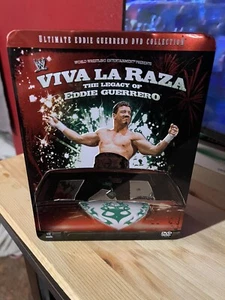 ULTIMATE EDDIE GUERRERO DVD COLLECTION
WORLD WRESTLING ENTERTAINMENT PRESENTS
VIVA LA RAZA
THE LEGACY OF
EDDIE GUERRERO
DVD